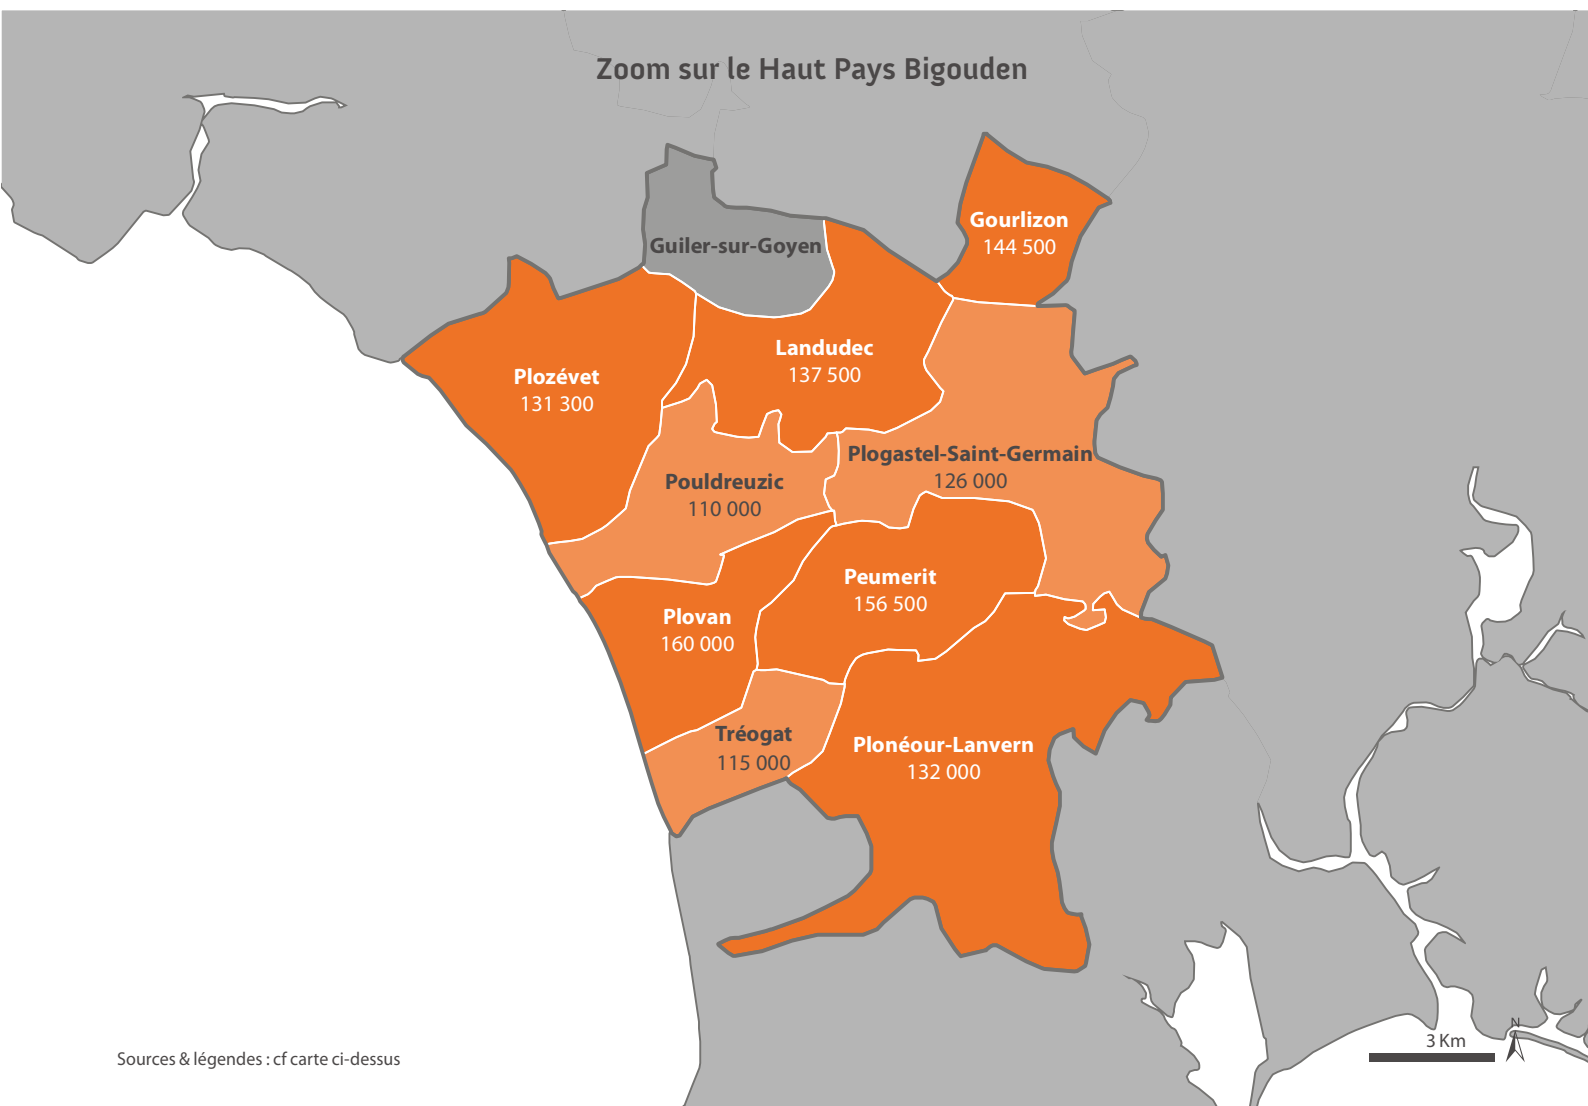 Zoom sur le Haut Pays Bigouden
Gourlizon
144 500
Guiler-sur-Goyen
Landudec
137 500
Plozévet
131 300
Plogastel-Saint-Germain
126 000
Pouldreuzic
110 000
Peumerit
156 500
Plovan
160 000
Tréogat
115 000
Plonéour-Lanvern
132 000
N
3 Km
Sources & légendes : cf carte ci-dessus